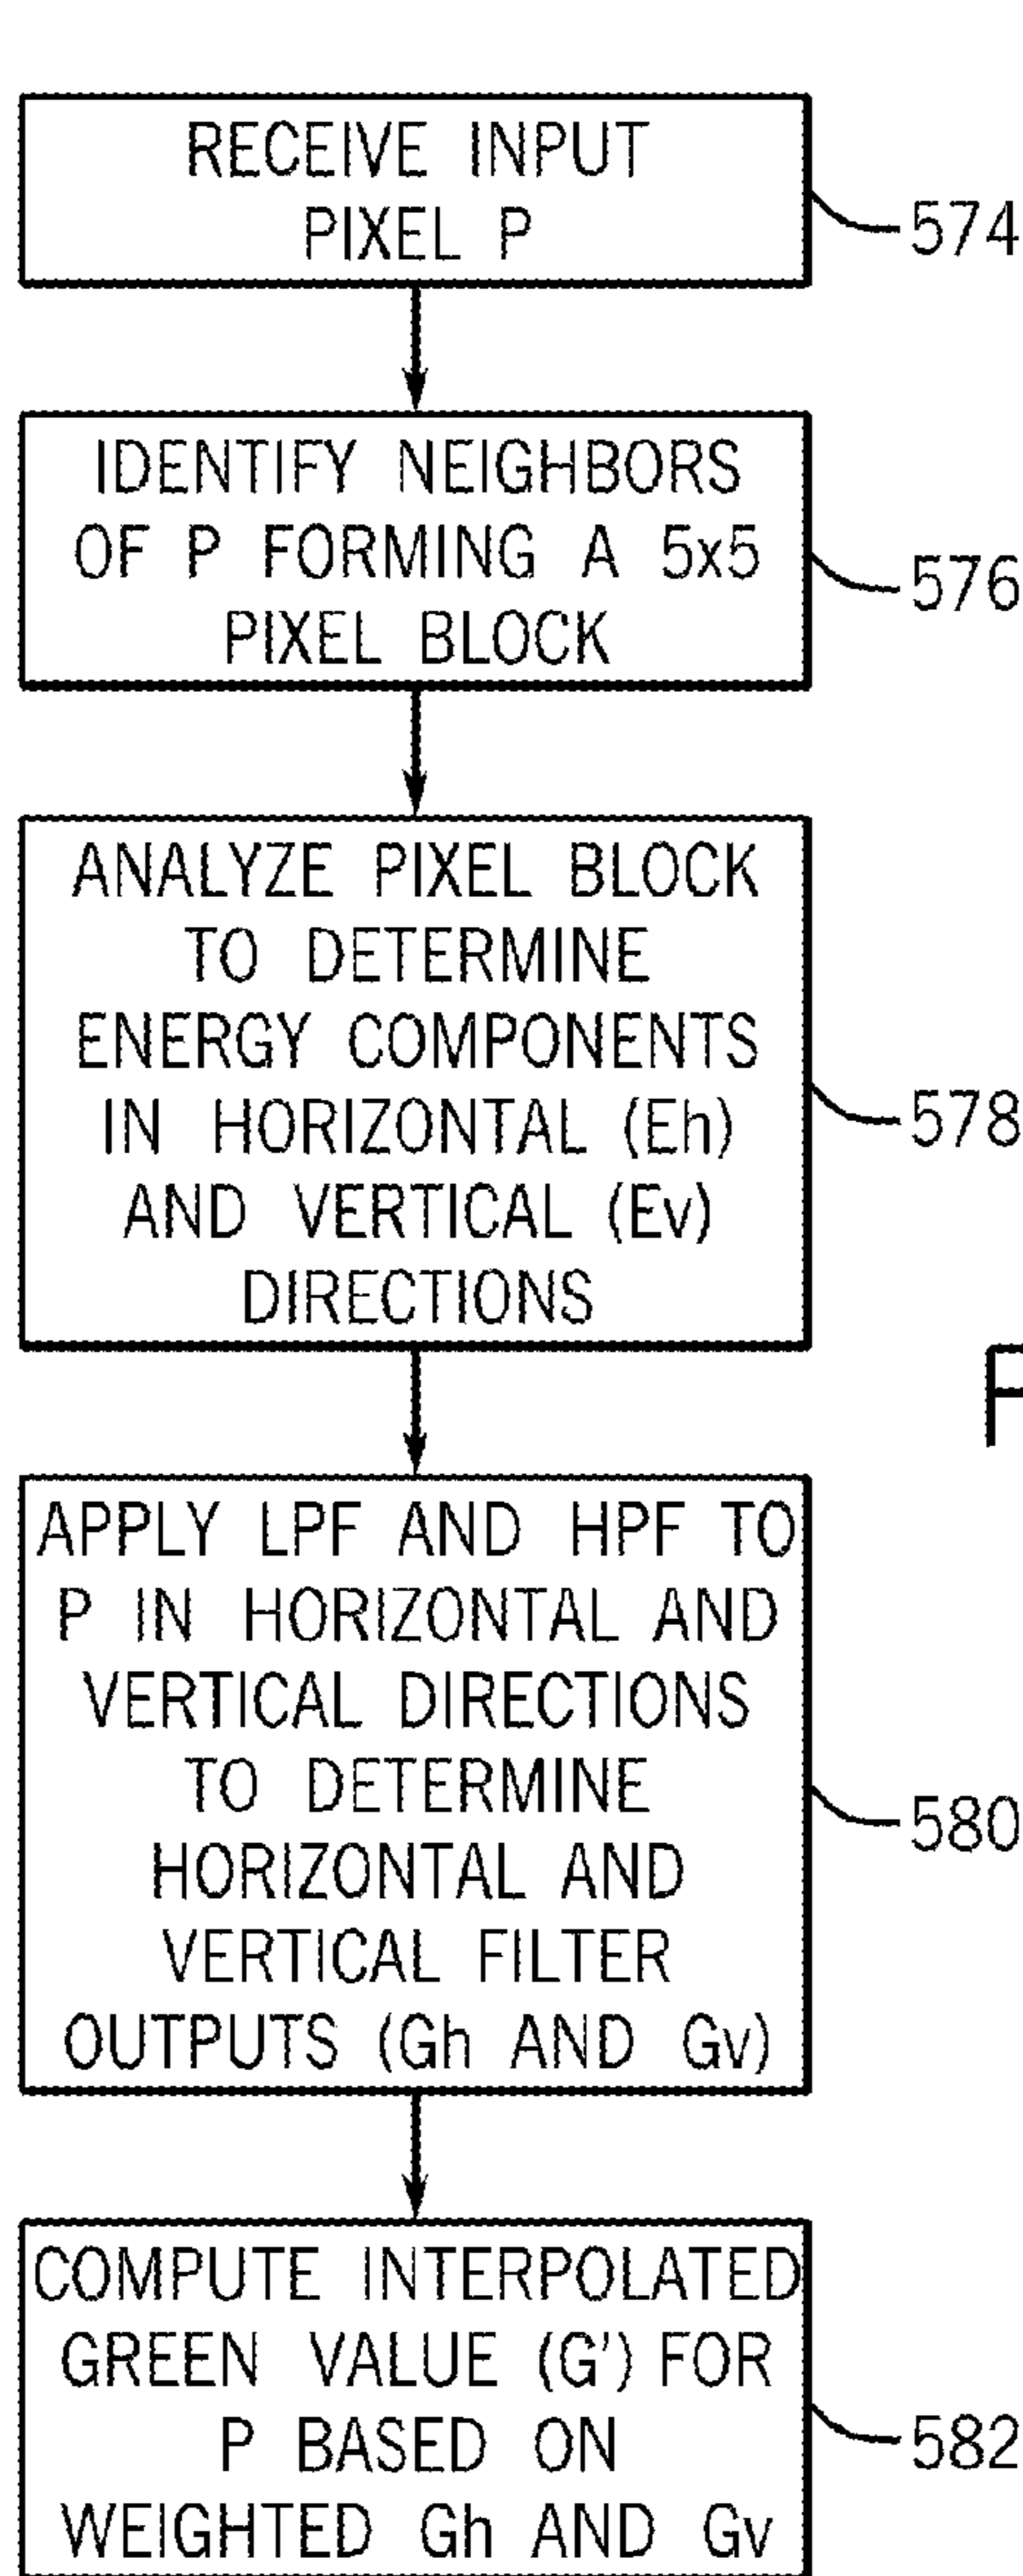 RECEIVE INPUT
PIXEL P
574
IDENTIFY NEIGHBORS
OF P FORMING A 5x5
PIXEL BLOCK
576
ANALYZE PIXEL BLOCK
TO DETERMINE
ENERGY COMPONENTS
IN HORIZONTAL (Eh)
AND VERTICAL (Ev)
DIRECTIONS
578
APPLY LPF AND HPF TO
P IN HORIZONTAL AND
VERTICAL DIRECTIONS
TO DETERMINE
HORIZONTAL AND
VERTICAL FILTER
OUTPUTS (Gh AND Gv)
580
COMPUTE INTERPOLATED
GREEN VALUE (G') FOR
P BASED ON
WEIGHTED Gh AND Gv
582